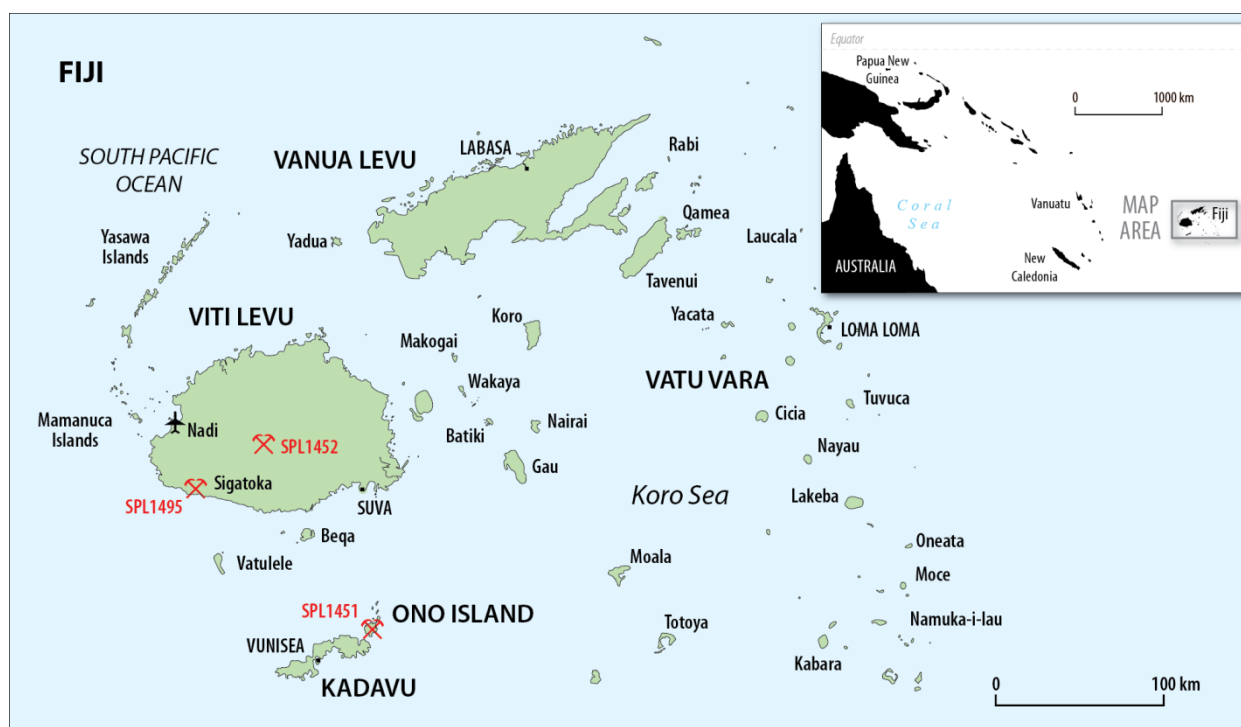 FIJI
SOUTH PACIFIC
OCEAN
VANUA LEVU
LABASA
Rabi
Qamea
Laucala
Yadua
Yasawa
Islands
Tavenui
VITI LEVU
Koro
Yacata
LOMA LOMA
Makogai
VATU VARA
Wakaya
Tuvuca
Mamanuca
Islands
Nadi
Batiki
Nairai
Cicia
SPL1452
Nayau
Gau
Sigatoka
SPL1495
SUVA
Koro Sea
Lakeba
Beqa
Oneata
Vatulele
Moala
Moce
SPL1451
ONO ISLAND
Totoya
Namuka-i-lau
VUNISEA
Kabara
KADAVU
0
100 km
Equator
Papua New
Guinea
0
1000 km
Coral
Sea
Vanuatu
MAP
AREA
Fiji
New
Caledonia
AUSTRALIA